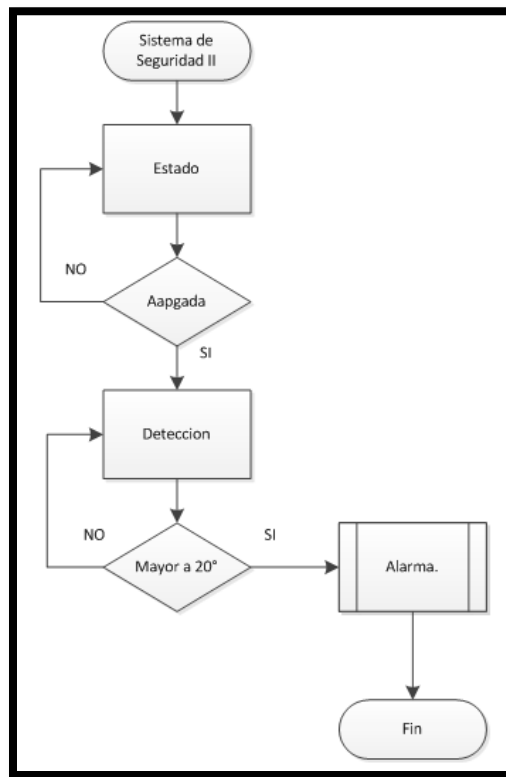 Sistema de
Seguridad II
Estado
NO
Aapgada
SI
Deteccion
NO
SI
Mayor a 20°
Alarma.
Fin